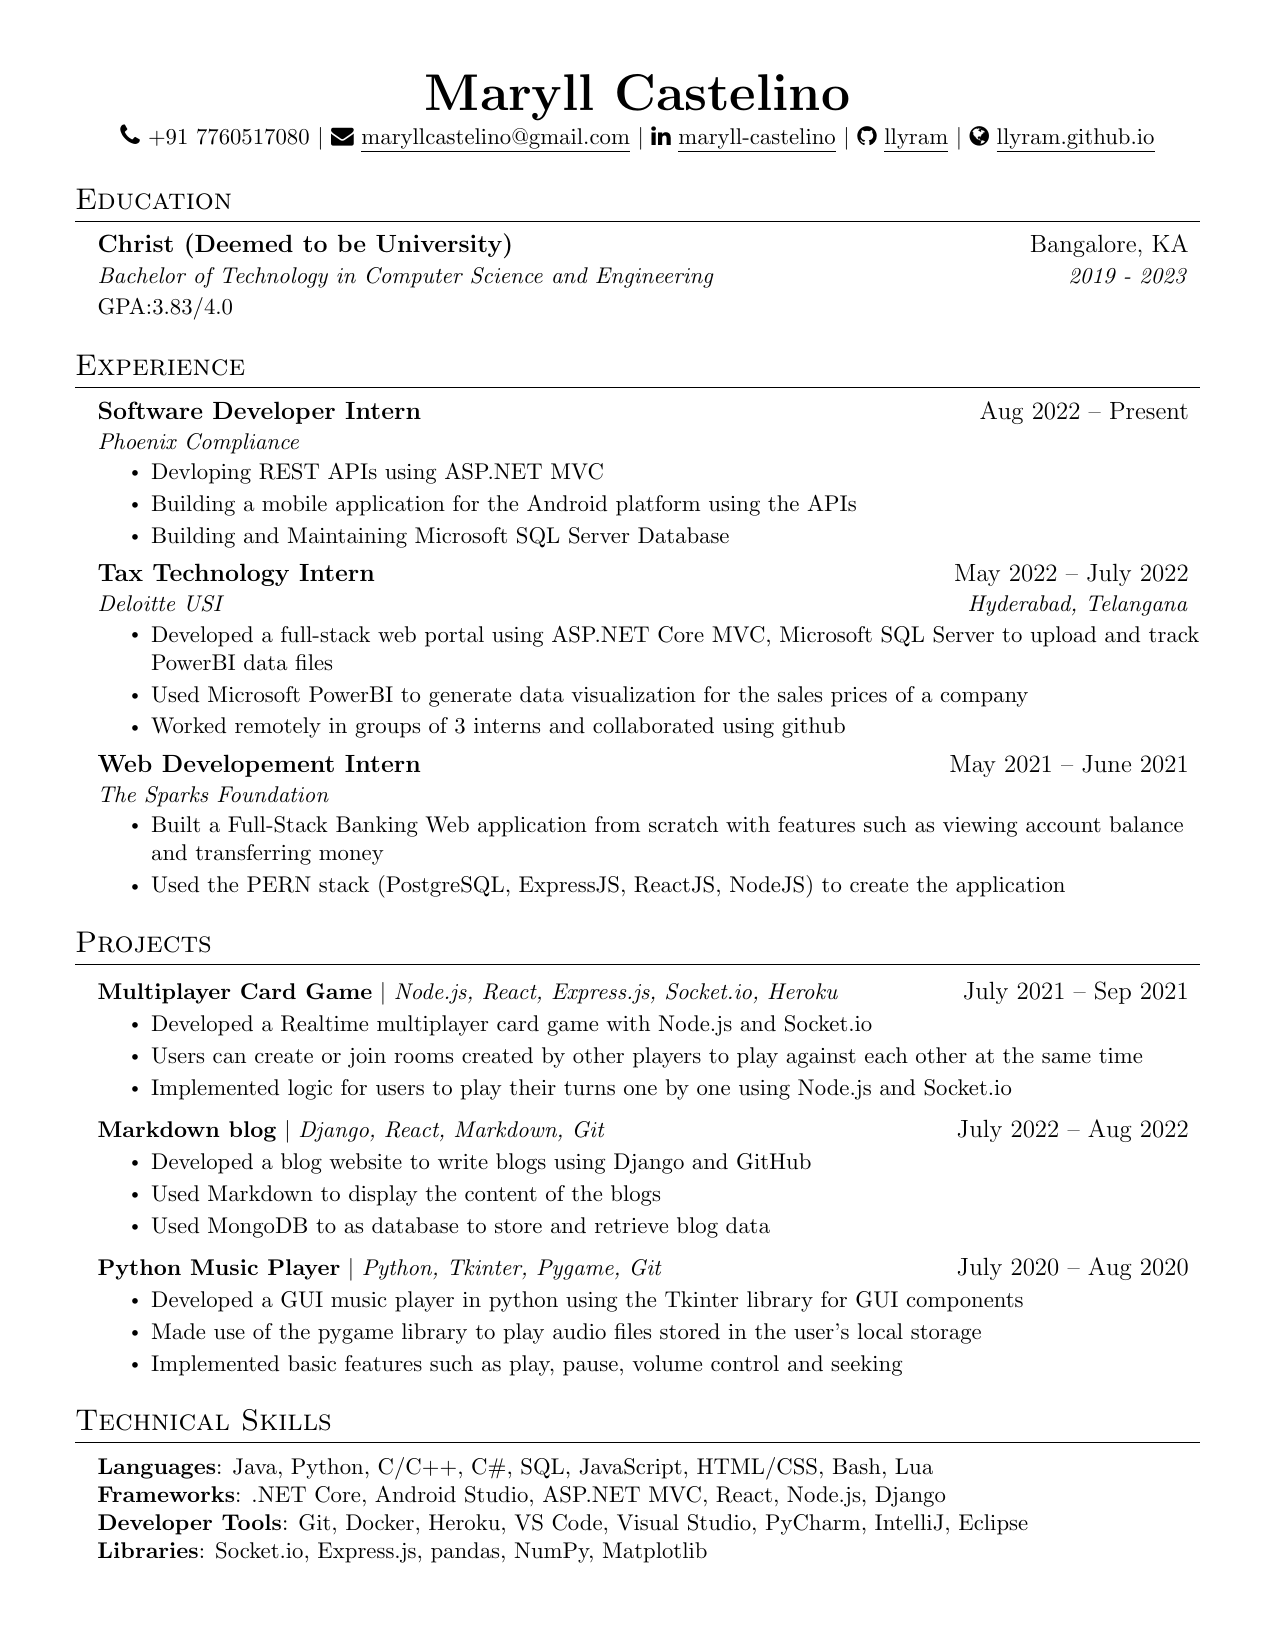 Maryll Castelino
+91 7760517080 | maryllcastelino@gmail.com | maryll-castelino | llyram | llyram.github.io
Education
Christ (Deemed to be University) Bangalore, KA
Bachelor of Technology in Computer Science and Engineering 2019 - 2023
GPA:3.83/4.0
Experience
Software Developer Intern Aug 2022 – Present
Phoenix Compliance
• Devloping REST APIs using ASP.NET MVC
• Building a mobile application for the Android platform using the APIs
• Building and Maintaining Microsoft SQL Server Database
Tax Technology Intern May 2022 – July 2022
Deloitte USI Hyderabad, Telangana
• Developed a full-stack web portal using ASP.NET Core MVC, Microsoft SQL Server to upload and track
PowerBI data files
• Used Microsoft PowerBI to generate data visualization for the sales prices of a company
• Worked remotely in groups of 3 interns and collaborated using github
Web Developement Intern May 2021 – June 2021
The Sparks Foundation
• Built a Full-Stack Banking Web application from scratch with features such as viewing account balance
and transferring money
• Used the PERN stack (PostgreSQL, ExpressJS, ReactJS, NodeJS) to create the application
Projects
Multiplayer Card Game | Node.js, React, Express.js, Socket.io, Heroku July 2021 – Sep 2021
• Developed a Realtime multiplayer card game with Node.js and Socket.io
• Users can create or join rooms created by other players to play against each other at the same time
• Implemented logic for users to play their turns one by one using Node.js and Socket.io
Markdown blog | Django, React, Markdown, Git July 2022 – Aug 2022
• Developed a blog website to write blogs using Django and GitHub
• Used Markdown to display the content of the blogs
• Used MongoDB to as database to store and retrieve blog data
Python Music Player | Python, Tkinter, Pygame, Git July 2020 – Aug 2020
• Developed a GUI music player in python using the Tkinter library for GUI components
• Made use of the pygame library to play audio files stored in the user's local storage
• Implemented basic features such as play, pause, volume control and seeking
Technical Skills
Languages: Java, Python, C/C++, C#, SQL, JavaScript, HTML/CSS, Bash, Lua
Frameworks: .NET Core, Android Studio, ASP.NET MVC, React, Node.js, Django
Developer Tools: Git, Docker, Heroku, VS Code, Visual Studio, PyCharm, IntelliJ, Eclipse
Libraries: Socket.io, Express.js, pandas, NumPy, Matplotlib